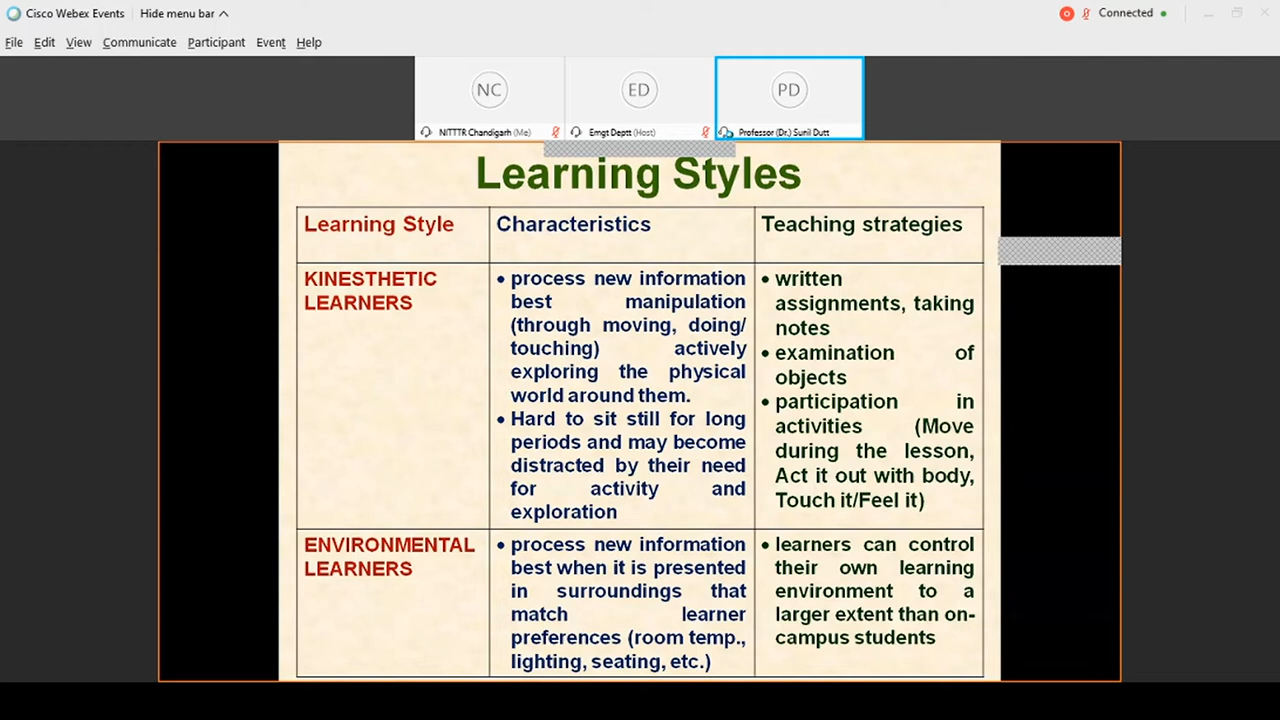 Cisco Webex Events
Hide menu bar
Connected
File Edit View Communicate Participant Event Help
NC
ED
PD
NITTTR Chandigarh (Me)
Emgt Deptt (Host)
Professor (Dr.) Sunil Dutt
Learning Styles
Learning Style
Characteristics
Teaching strategies
KINESTHETIC
LEARNERS
• process new information
best manipulation
(through moving, doing/
touching) actively
exploring the physical
world around them.
• Hard to sit still for long
periods and may become
distracted by their need
for activity and
exploration
• written
assignments, taking
notes
• examination of
objects
• participation in
activities (Move
during the lesson,
Act it out with body,
Touch it/Feel it)
ENVIRONMENTAL
LEARNERS
• process new information
best when it is presented
in surroundings that
match learner
preferences (room temp.,
lighting, seating, etc.)
• learners can control
their own learning
environment to a
larger extent than on-
campus students